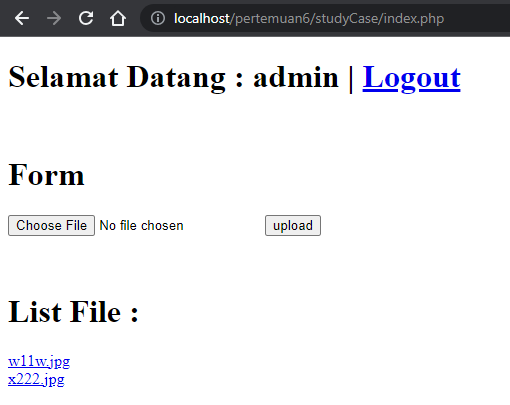 localhost/pertemuan6/studyCase/index.php
Selamat Datang : admin | Logout
Form
Choose File No file chosen upload
List File :
w11w.jpg
x222.jpg